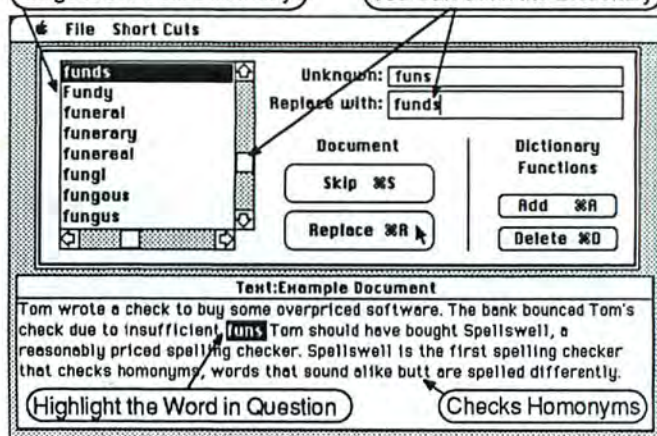 File Short Cuts
funds
Fundy
funeral
funerary
funereal
fungi
fungous
fungus
Unknown: funs
Replace with: funds
Document
Skip ⌘S
Replace ⌘R
Dictionary
Functions
Add ⌘A
Delete ⌘D
Text:Example Document
Tom wrote a check to buy some overpriced software. The bank bounced Tom's
check due to insufficient funs Tom should have bought Spellswell, a
reasonably priced spelling checker. Spellswell is the first spelling checker
that checks homonyms, words that sound alike butt are spelled differently.
Highlight the Word in Question
Checks Homonyms